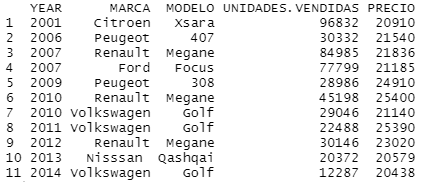 YEAR MARCA MODELO UNIDADES.VENDIDAS PRECIO
1 2001 Citroen Xsara 96832 20910
2 2006 Peugeot 407 30332 21540
3 2007 Renault Megane 84985 21836
4 2007 Ford Focus 77799 21185
5 2009 Peugeot 308 28986 24910
6 2010 Renault Megane 45198 25400
7 2010 Volkswagen Golf 29046 21140
8 2011 Volkswagen Golf 22488 25390
9 2012 Renault Megane 30146 23020
10 2013 Nisssan Qashqai 20372 20579
11 2014 Volkswagen Golf 12287 20438